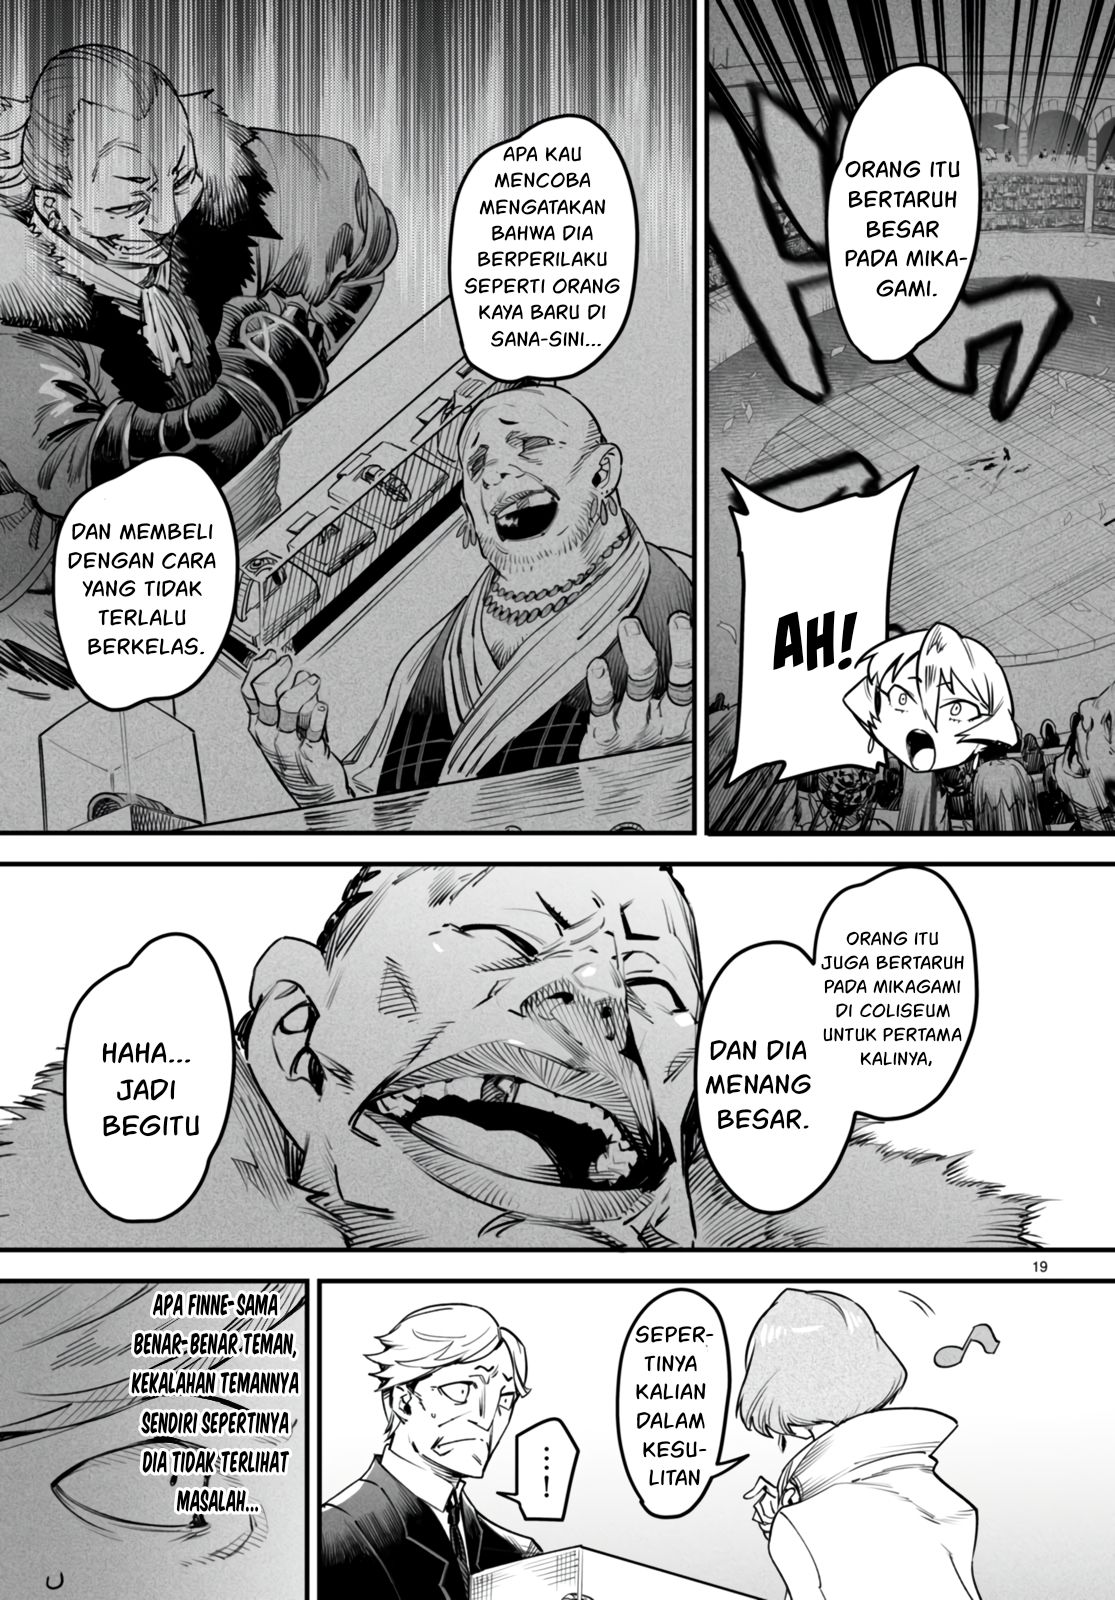 ORANG ITU
BERTARUH
BESAR
PADA MIKA-
GAMI.
AH!
APA KAU
MENCOBA
MENGATAKAN
BAHWA DIA
BERPERILAKU
SEPERTI ORANG
KAYA BARU DI
SANA-SINI...
DAN MEMBELI
DENGAN CARA
YANG TIDAK
TERLALU
BERKELAS.
ORANG ITU
JUGA BERTARUH
PADA MIKAGAMI
DI COLISEUM
UNTUK PERTAMA
KALINYA,
DAN DIA
MENANG
BESAR.
HAHA...
JADI
BEGITU
19
SEPER-
TINYA
KALIAN
DALAM
KESU-
LITAN
...!
APA FINNE-SAMA
BENAR-BENAR TEMAN,
KEKALAHAN TEMANNYA
SENDIRI SEPERTINYA
DIA TIDAK TERLIHAT
MASALAH...